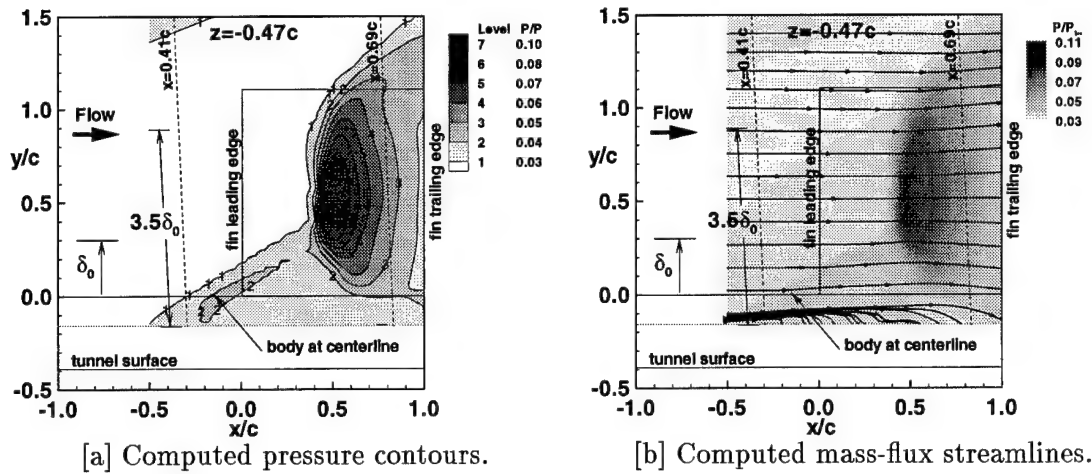 1.5
1.0
0.5
0.0
-0.5
y/c
-1.0 -0.5 0.0 0.5 1.0
x/c
z=-0.47c
x=0.41c
x=0.69c
Flow
3.5δ₀
δ₀
fin leading edge
fin trailing edge
body at centerline
tunnel surface
Level P/P
7 0.10
6 0.08
5 0.07
4 0.06
3 0.05
2 0.04
1 0.03
[a] Computed pressure contours.
1.5
1.0
0.5
0.0
-0.5
y/c
-1.0 -0.5 0.0 0.5 1.0
x/c
z=-0.47c
x=0.41c
x=0.69c
Flow
3.5δ₀
δ₀
fin leading edge
fin trailing edge
body at centerline
tunnel surface
P/P
0.11
0.09
0.07
0.05
0.03
[b] Computed mass-flux streamlines.